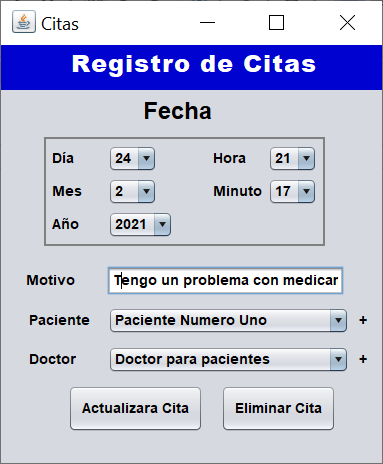 Citas
Registro de Citas
Fecha
Día 24 Hora 21
Mes 2 Minuto 17
Año 2021
Motivo Tengo un problema con medicar
Paciente Paciente Numero Uno +
Doctor Doctor para pacientes +
Actualizara Cita Eliminar Cita